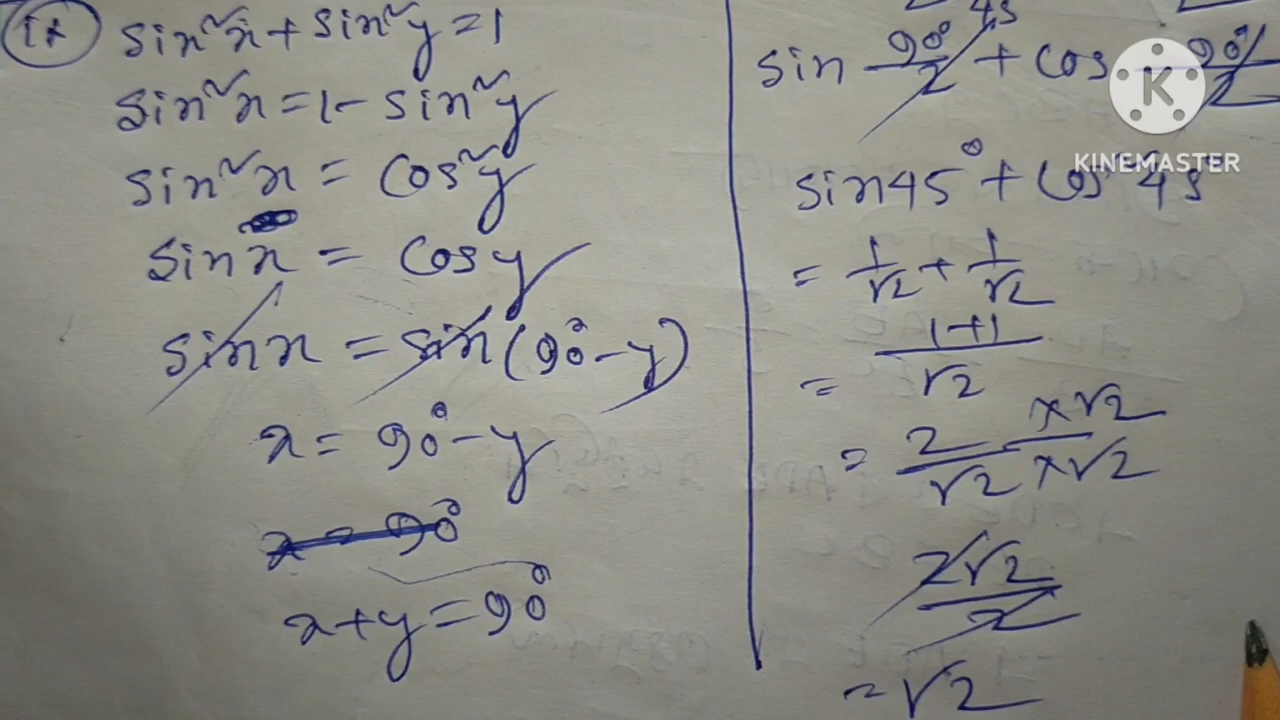 17 sin²x + sin²y = 1
sin²x = 1 - sin²y
sin²x = cos²y
sin x = cos y
sin x = sin (90° - y)
x = 90° - y
x = 90°
x + y = 90°
45
sin 90°/2 + cos 90°/2
sin 45° + cos 45°
= 1/√2 + 1/√2
= 1+1/√2
= 2/√2 ×√2/×√2
2√2/2
= √2
K
KINEMASTER